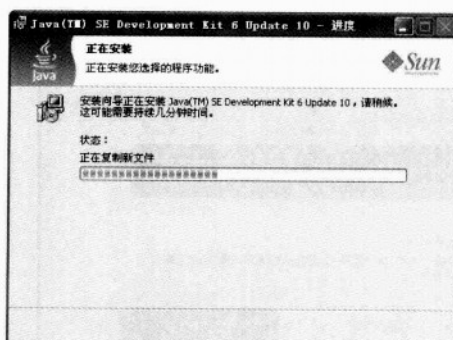 Java(TM) SE Development Kit 6 Update 10 - 进度
正在安装
正在安装您选择的程序功能。
Java
Sun
安装向导正在安装 Java(TM) SE Development Kit 6 Update 10，请稍候。
这可能需要持续几分钟时间。
状态：
正在复制新文件